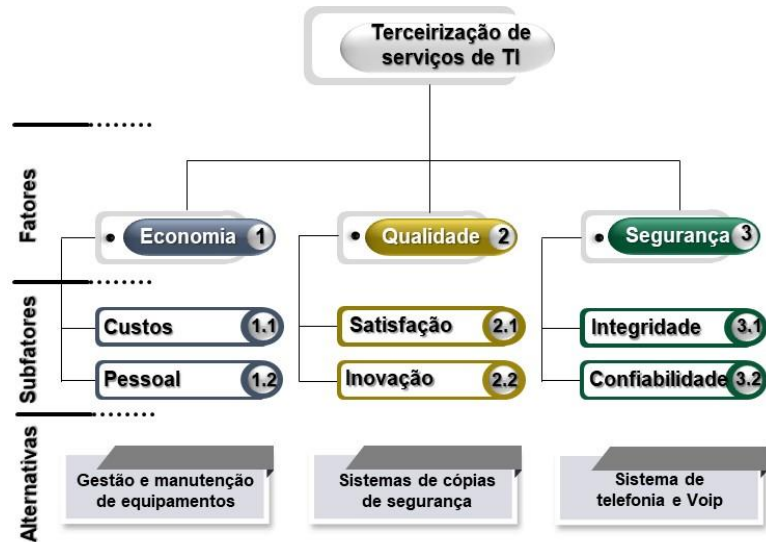 Terceirização de
serviços de TI
Fatores
Economia 1
Qualidade 2
Segurança 3
Subfatores
Custos 1.1
Satisfação 2.1
Integridade 3.1
Pessoal 1.2
Inovação 2.2
Confiabilidade 3.2
Alternativas
Gestão e manutenção
de equipamentos
Sistemas de cópias
de segurança
Sistema de
telefonia e Voip